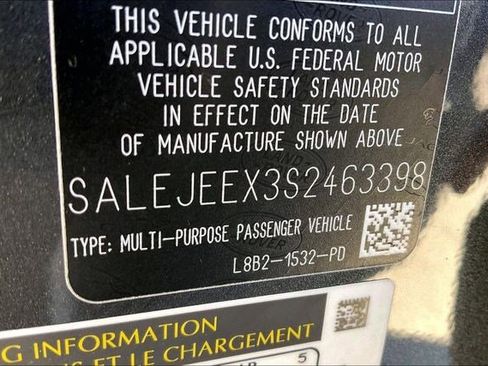 THIS VEHICLE CONFORMS TO ALL
APPLICABLE U.S. FEDERAL MOTOR
VEHICLE SAFETY STANDARDS
IN EFFECT ON THE DATE
OF MANUFACTURE SHOWN ABOVE
SALEJEEX3S2463398
TYPE: MULTI-PURPOSE PASSENGER VEHICLE
L8B2-1532-PD
G INFORMATION
ET LE CHARGEMENT
5